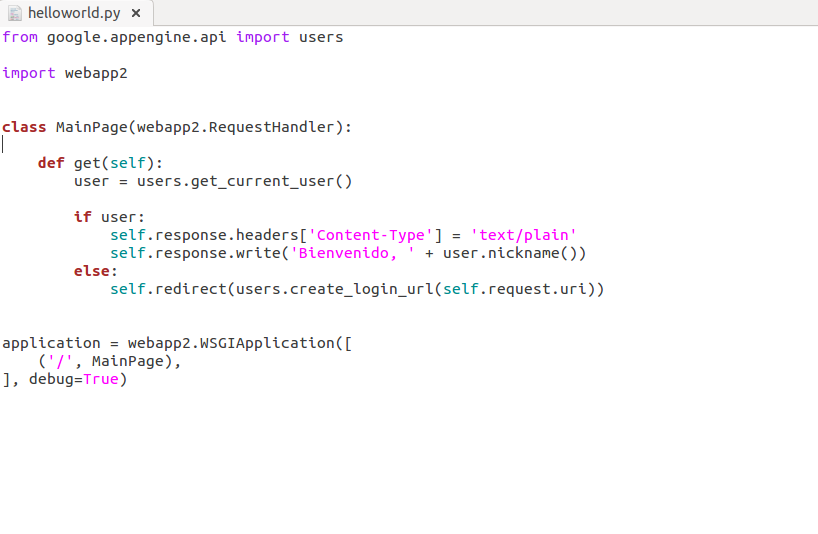 helloworld.py ×
from google.appengine.api import users
import webapp2
class MainPage(webapp2.RequestHandler):
    def get(self):
        user = users.get_current_user()
        if user:
            self.response.headers['Content-Type'] = 'text/plain'
            self.response.write('Bienvenido, ' + user.nickname())
        else:
            self.redirect(users.create_login_url(self.request.uri))
application = webapp2.WSGIApplication([
    ('/', MainPage),
], debug=True)